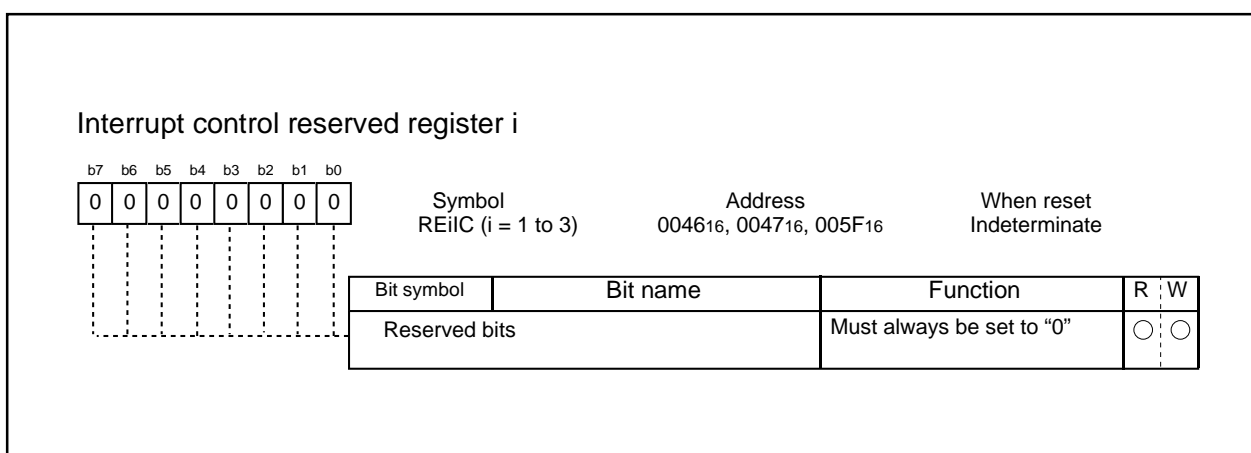 Interrupt control reserved register i
b7 b6 b5 b4 b3 b2 b1 b0
0 0 0 0 0 0 0 0
Symbol Address When reset
REiIC (i = 1 to 3) 004616, 004716, 005F16 Indeterminate
Bit symbol Bit name Function R W
Reserved bits Must always be set to “0” ○ ○